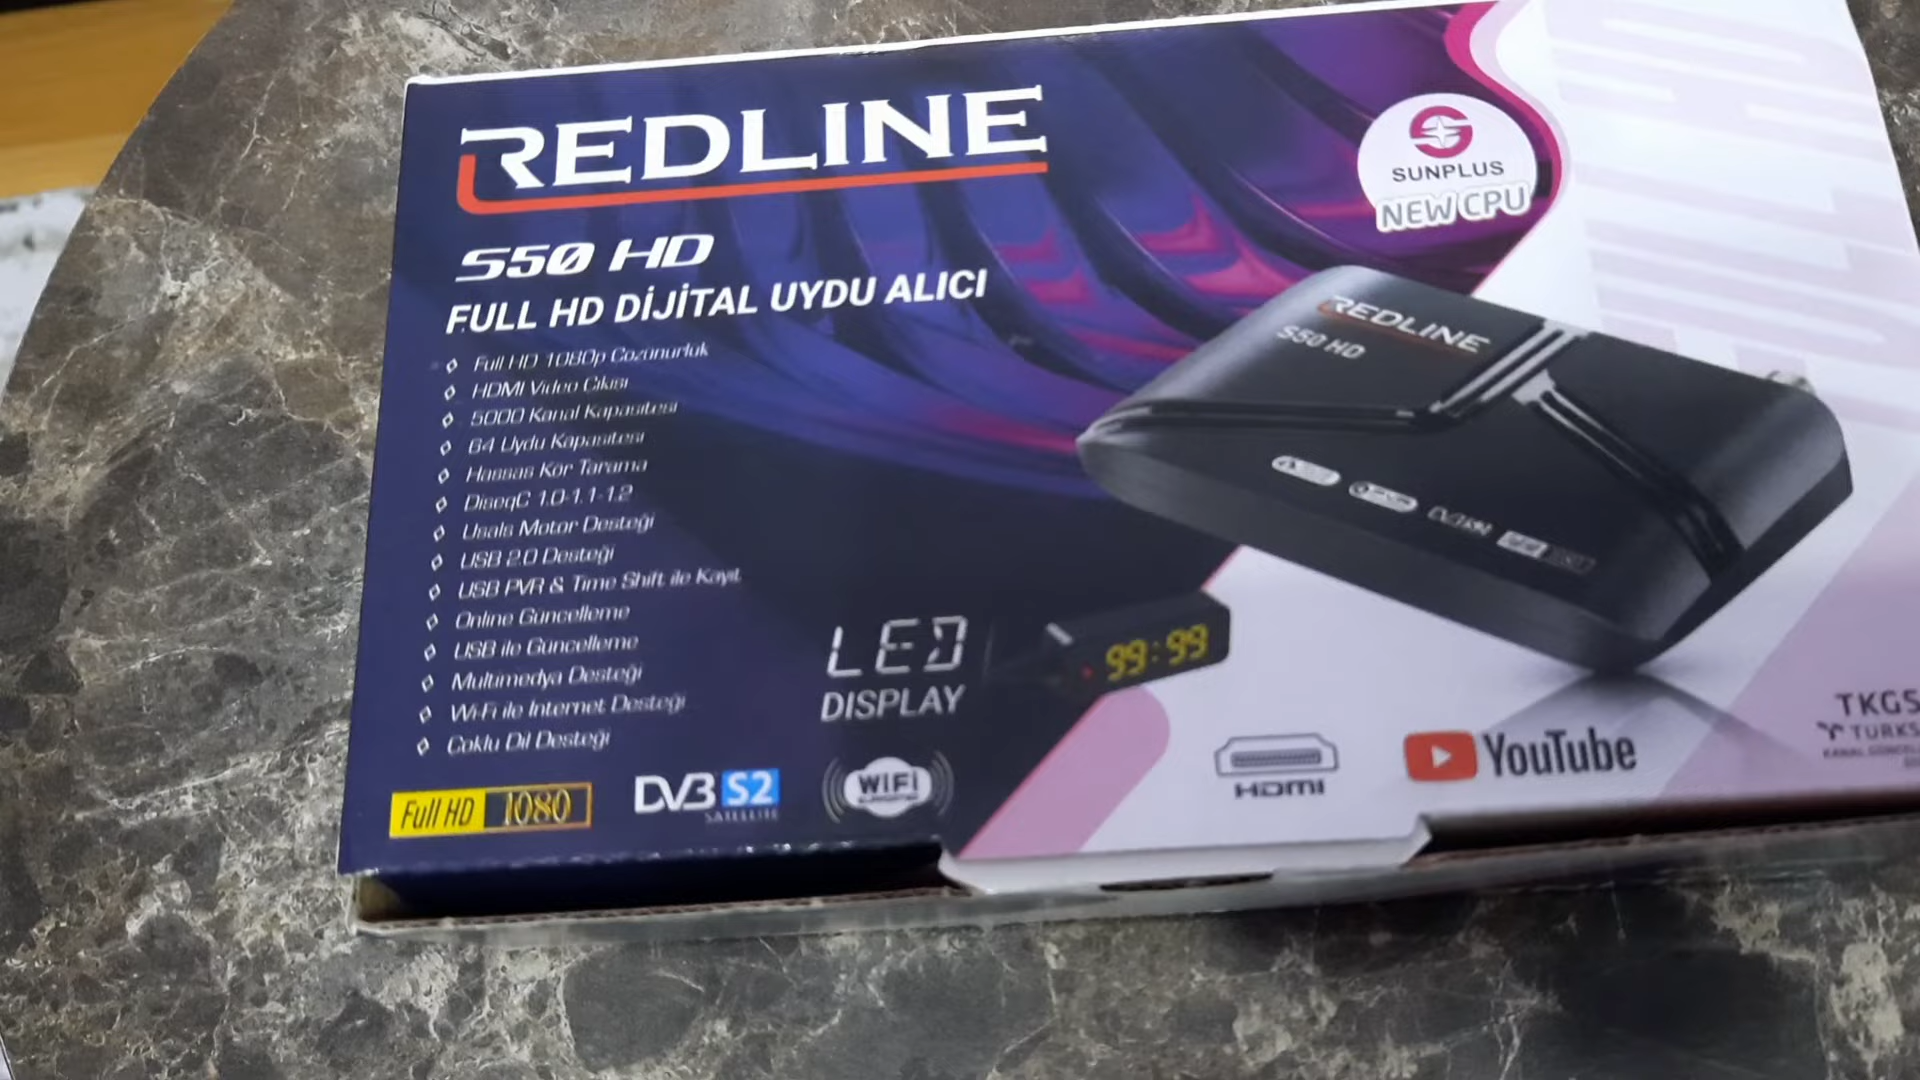 REDLINE
S50 HD
FULL HD DİJİTAL UYDU ALICI
Full HD 1080p Çözünürlük
HDMI Video Çıkışı
5000 Kanal Kapasitesi
64 Uydu Kapasitesi
Hassas Kör Tarama
DiseqC 1.0-1.1-1.2
Usals Motor Desteği
USB 2.0 Desteği
USB PVR & Time Shift ile Kayıt
Online Güncelleme
USB ile Güncelleme
Multimedya Desteği
Wi-Fi ile İnternet Desteği
Çoklu Dil Desteği
Full HD 1080
DVB S2
SATELLITE
WiFi
LED
DISPLAY
99:99
SUNPLUS
NEW CPU
REDLINE
S50 HD
HDMI
YouTube
TKGS
TÜRKS